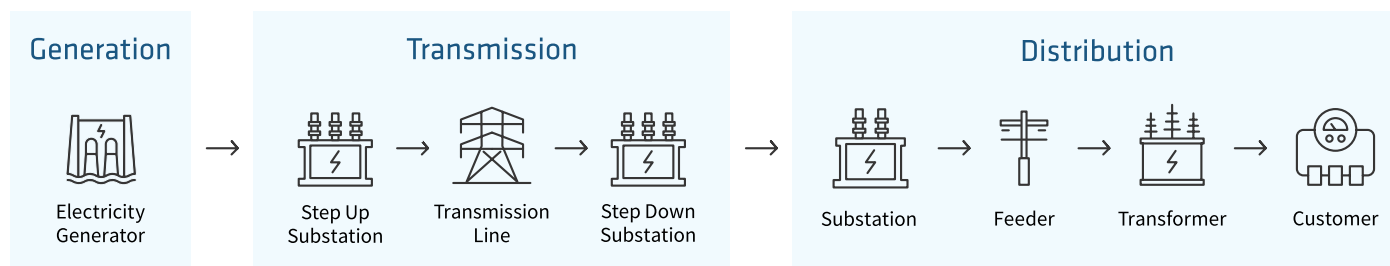 Generation
Transmission
Distribution
Electricity
Generator
Step Up
Substation
Transmission
Line
Step Down
Substation
Substation
Feeder
Transformer
Customer